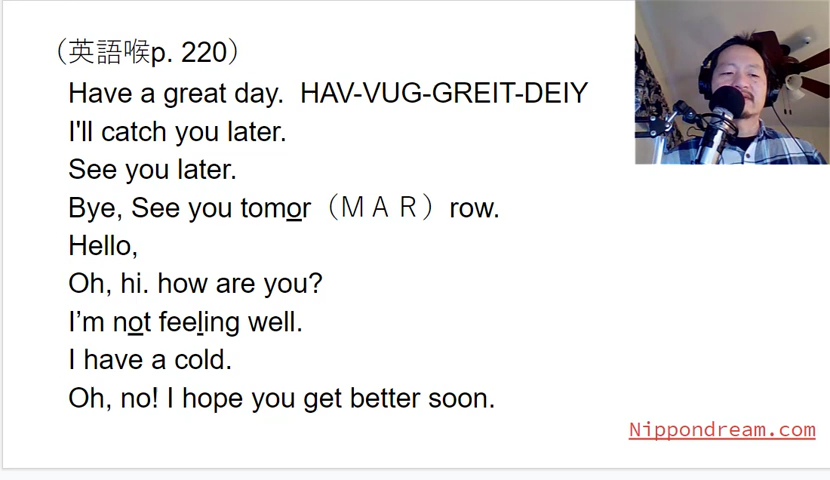 （英語喉p. 220）
Have a great day.  HAV-VUG-GREIT-DEIY
I'll catch you later.
See you later.
Bye, See you tomor（ＭＡＲ）row.
Hello,
Oh, hi. how are you?
I’m not feeling well.
I have a cold.
Oh, no! I hope you get better soon.
Nippondream.com